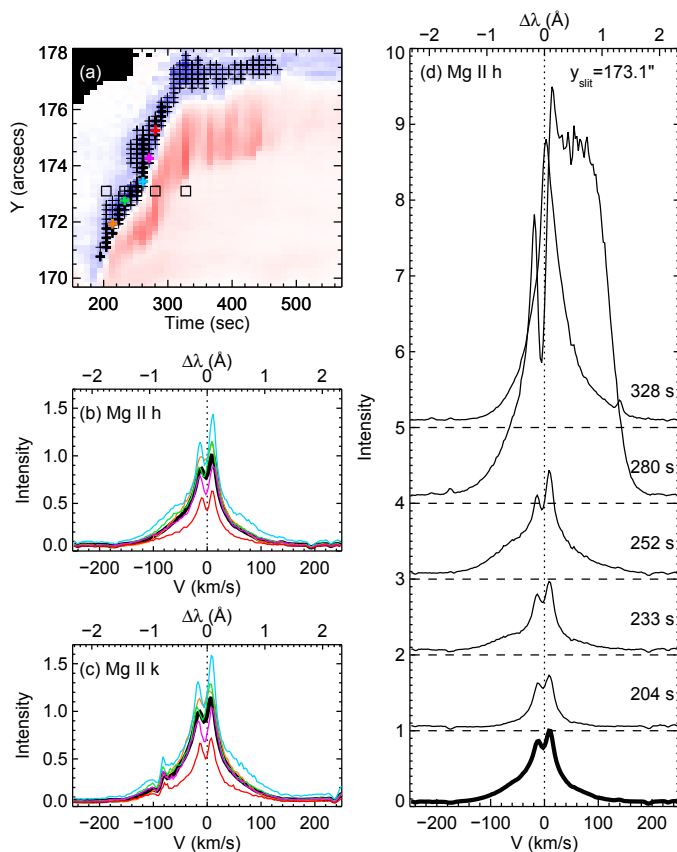 (a)
178
176
174
172
170
Y (arcsecs)
200 300 400 500
Time (sec)
Δλ (Å)
−2 −1 0 1 2
(b) Mg II h
1.5
1.0
0.5
0.0
Intensity
−200 −100 0 100 200
V (km/s)
Δλ (Å)
−2 −1 0 1 2
(c) Mg II k
1.5
1.0
0.5
0.0
Intensity
−200 −100 0 100 200
V (km/s)
Δλ (Å)
−2 −1 0 1 2
(d) Mg II h
y_slit=173.1"
10
9
8
7
6
5
4
3
2
1
0
Intensity
328 s
280 s
252 s
233 s
204 s
−200 −100 0 100 200
V (km/s)